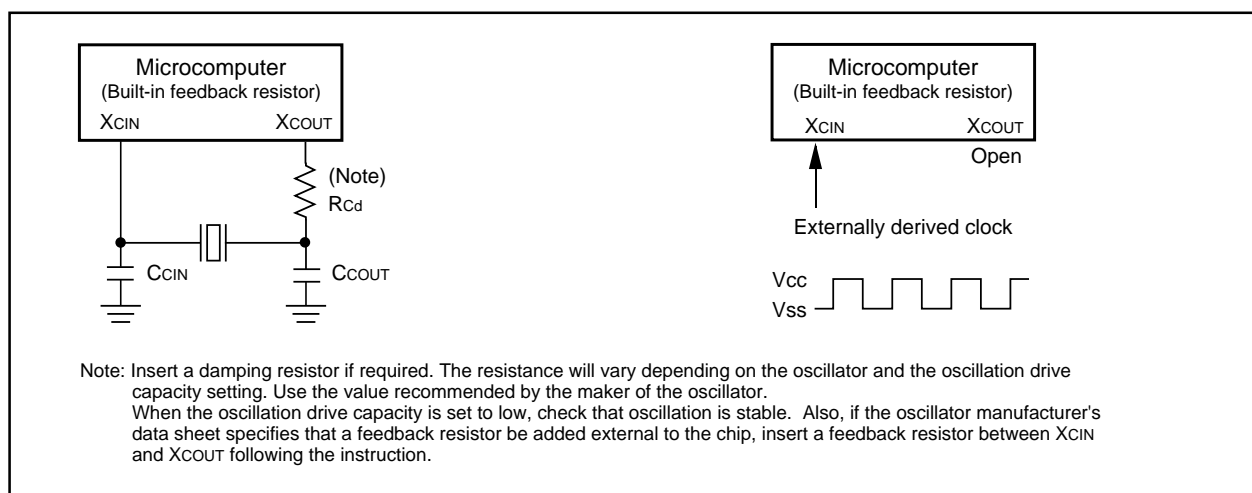 Microcomputer
(Built-in feedback resistor)
XCIN XCOUT
(Note)
RCd
CCIN CCOUT
Microcomputer
(Built-in feedback resistor)
XCIN XCOUT
Open
Externally derived clock
Vcc
Vss
Note: Insert a damping resistor if required. The resistance will vary depending on the oscillator and the oscillation drive
capacity setting. Use the value recommended by the maker of the oscillator.
When the oscillation drive capacity is set to low, check that oscillation is stable. Also, if the oscillator manufacturer's
data sheet specifies that a feedback resistor be added external to the chip, insert a feedback resistor between XCIN
and XCOUT following the instruction.